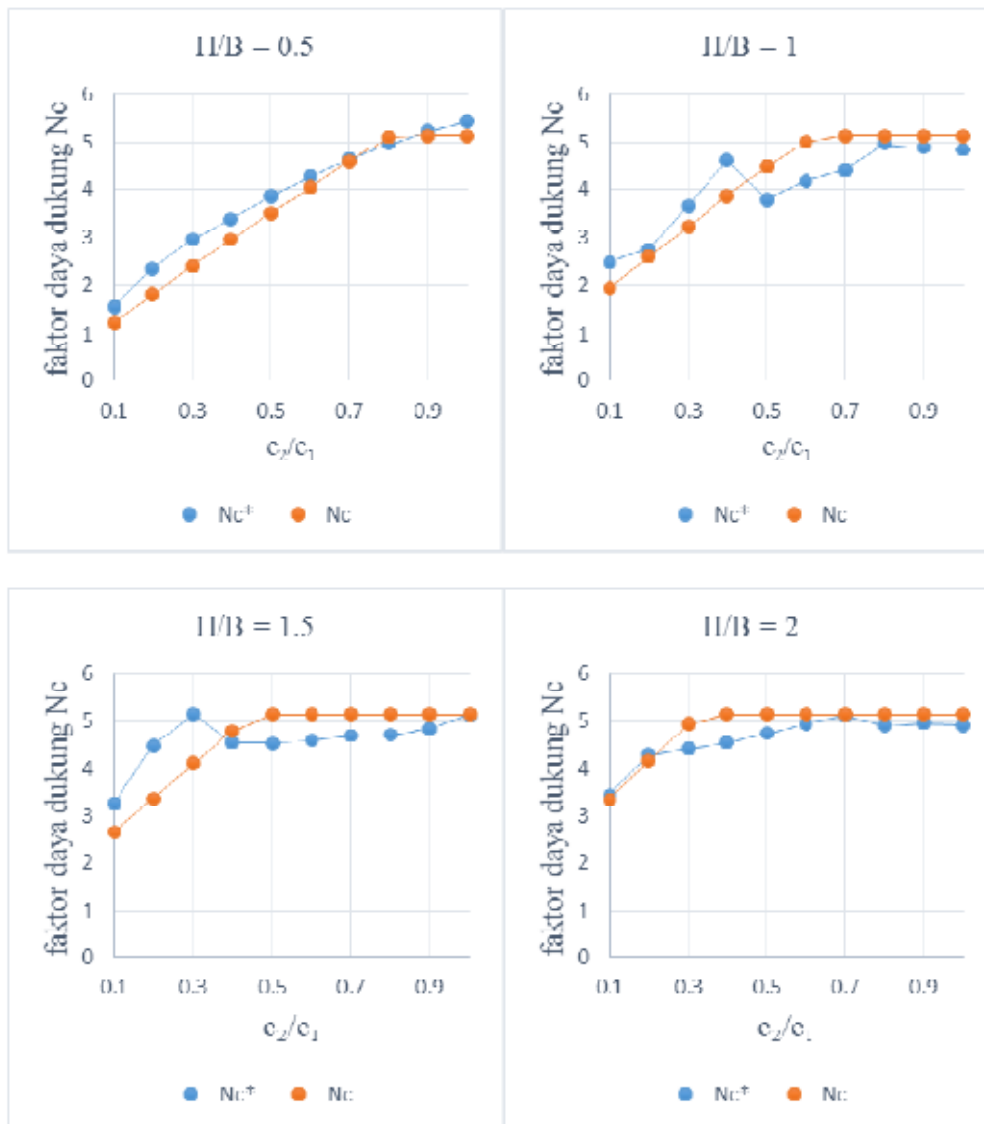 H/B = 0.5
faktor daya dukung Nc
6
5
4
3
2
1
0
0.1 0.3 0.5 0.7 0.9
c₂/c₁
Nc* Nc
H/B = 1
faktor daya dukung Nc
6
5
4
3
2
1
0
0.1 0.3 0.5 0.7 0.9
c₂/c₁
Nc* Nc
H/B = 1.5
faktor daya dukung Nc
6
5
4
3
2
1
0
0.1 0.3 0.5 0.7 0.9
c₂/c₁
Nc* Nc
H/B = 2
faktor daya dukung Nc
6
5
4
3
2
1
0
0.1 0.3 0.5 0.7 0.9
c₂/c₁
Nc* Nc